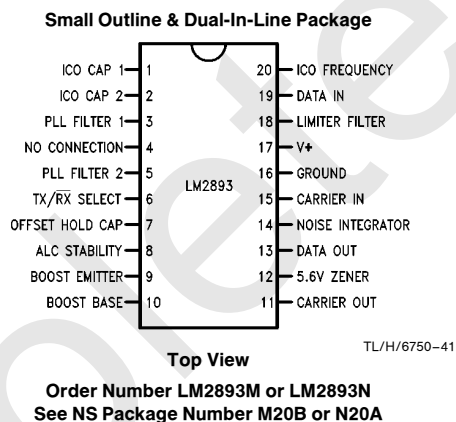 Small Outline & Dual-In-Line Package
ICO CAP 1 1 20 ICO FREQUENCY
ICO CAP 2 2 19 DATA IN
PLL FILTER 1 3 18 LIMITER FILTER
NO CONNECTION 4 17 V+
PLL FILTER 2 5 16 GROUND
LM2893
TX/R̅X̅ SELECT 6 15 CARRIER IN
OFFSET HOLD CAP 7 14 NOISE INTEGRATOR
ALC STABILITY 8 13 DATA OUT
BOOST EMITTER 9 12 5.6V ZENER
BOOST BASE 10 11 CARRIER OUT
TL/H/6750–41
Top View
Order Number LM2893M or LM2893N
See NS Package Number M20B or N20A